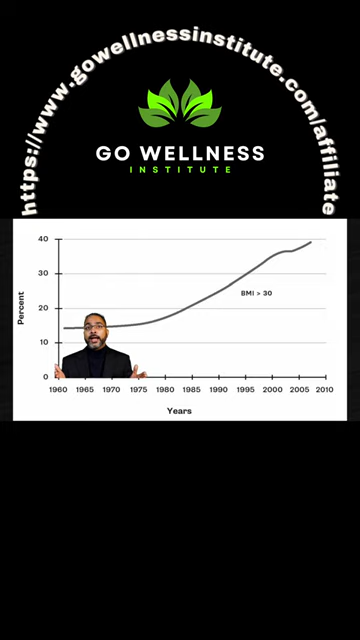 https://www.gowellnessinstitute.com/affiliate
GO WELLNESS
INSTITUTE
40
30
20
10
0
Percent
BMI > 30
1960 1965 1970 1975 1980 1985 1990 1995 2000 2005 2010
Years